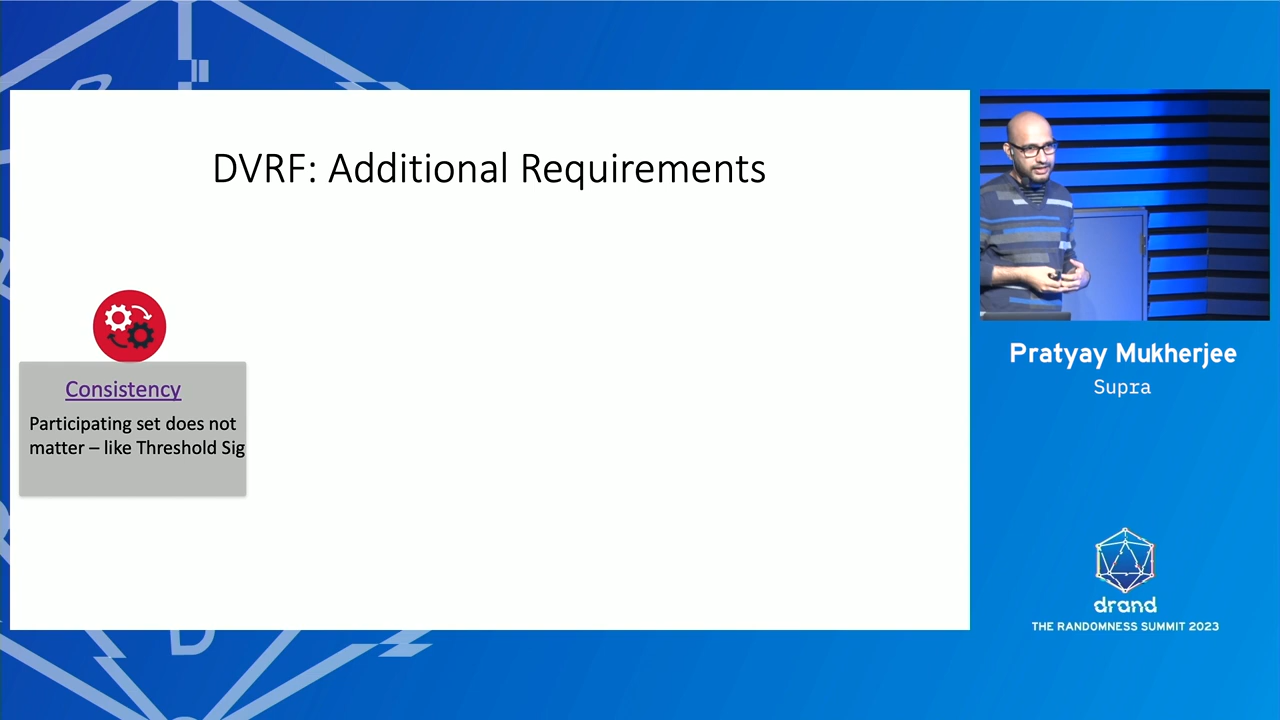 DVRF: Additional Requirements
Consistency
Participating set does not
matter – like Threshold Sig
Pratyay Mukherjee
Supra
drand
THE RANDOMNESS SUMMIT 2023